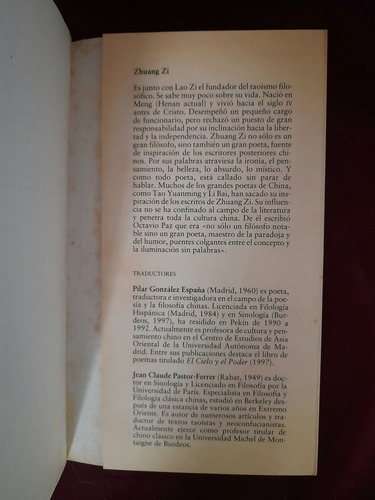 Zhuang Zi
Es junto con Lao Zi el fundador del taoísmo filo-
sófico. Se sabe muy poco sobre su vida. Nació en
Meng (Henan actual) y vivió hacia el siglo IV
antes de Cristo. Desempeñó un pequeño cargo
de funcionario, pero rechazó un puesto de gran
responsabilidad por su inclinación hacia la liber-
tad y la independencia. Zhuang Zi no sólo es un
gran filósofo, sino también un gran poeta, fuente
de inspiración de los escritores posteriores chi-
nos. Por sus palabras atraviesa la ironía, el pen-
samiento, la belleza, lo absurdo, lo místico. Y
como todo poeta, está callado sin parar de
hablar. Muchos de los grandes poetas de China,
como Tao Yuanming y Li Bai, han sacado su ins-
piración de los escritos de Zhuang Zi. Su influen-
cia no se ha confinado al campo de la literatura
y penetra toda la cultura china. De él escribió
Octavio Paz que era «no sólo un filósofo nota-
ble sino un gran poeta, maestro de la paradoja y
del humor, puentes colgantes entre el concepto y
la iluminación sin palabras».
TRADUCTORES
Pilar González España (Madrid, 1960) es poeta,
traductora e investigadora en el campo de la poe-
sía y la filosofía chinas. Licenciada en Filología
Hispánica (Madrid, 1984) y en Sinología (Bur-
deos, 1997), ha residido en Pekín de 1990 a
1992. Actualmente es profesora de cultura y pen-
samiento chino en el Centro de Estudios de Asia
Oriental de la Universidad Autónoma de Ma-
drid. Entre sus publicaciones destaca el libro de
poemas titulado El Cielo y el Poder (1997).
Jean Claude Pastor-Ferrer (Rabat, 1949) es doc-
tor en Sinología y Licenciado en Filosofía por la
Universidad de París. Especialista en Filosofía y
Filología clásica chinas, estudió en Berkeley des-
pués de una estancia de varios años en Extremo
Oriente. Es autor de numerosos artículos y tra-
ductor de textos taoístas y neoconfucianistas.
Actualmente ejerce como profesor titular de
chino clásico en la Universidad Michel de Mon-
taigne de Burdeos.